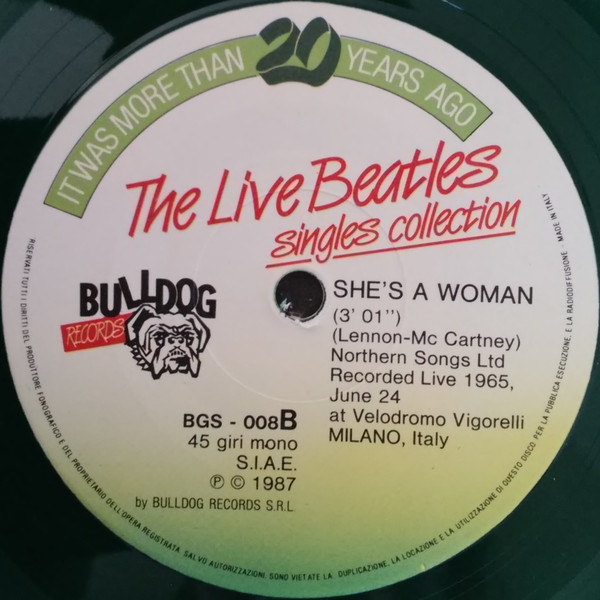 IT WAS MORE THAN 20 YEARS AGO
The Live Beatles
singles collection
BULLDOG
RECORDS
SHE'S A WOMAN
(3' 01'')
(Lennon-Mc Cartney)
Northern Songs Ltd
Recorded Live 1965,
June 24
at Velodromo Vigorelli
MILANO, Italy
BGS - 008B
45 giri mono
S.I.A.E.
℗ © 1987
by BULLDOG RECORDS S.R.L.
RISERVATI TUTTI I DIRITTI DEL PRODUTTORE FONOGRAFICO E DEL PROPRIETARIO DELL'OPERA REGISTRATA. SALVO AUTORIZZAZIONI, SONO VIETATE LA DUPLICAZIONE, LA LOCAZIONE E LA UTILIZZAZIONE DI QUESTO DISCO PER LA PUBBLICA ESECUZIONE, E LA RADIODIFFUSIONE - MADE IN ITALY